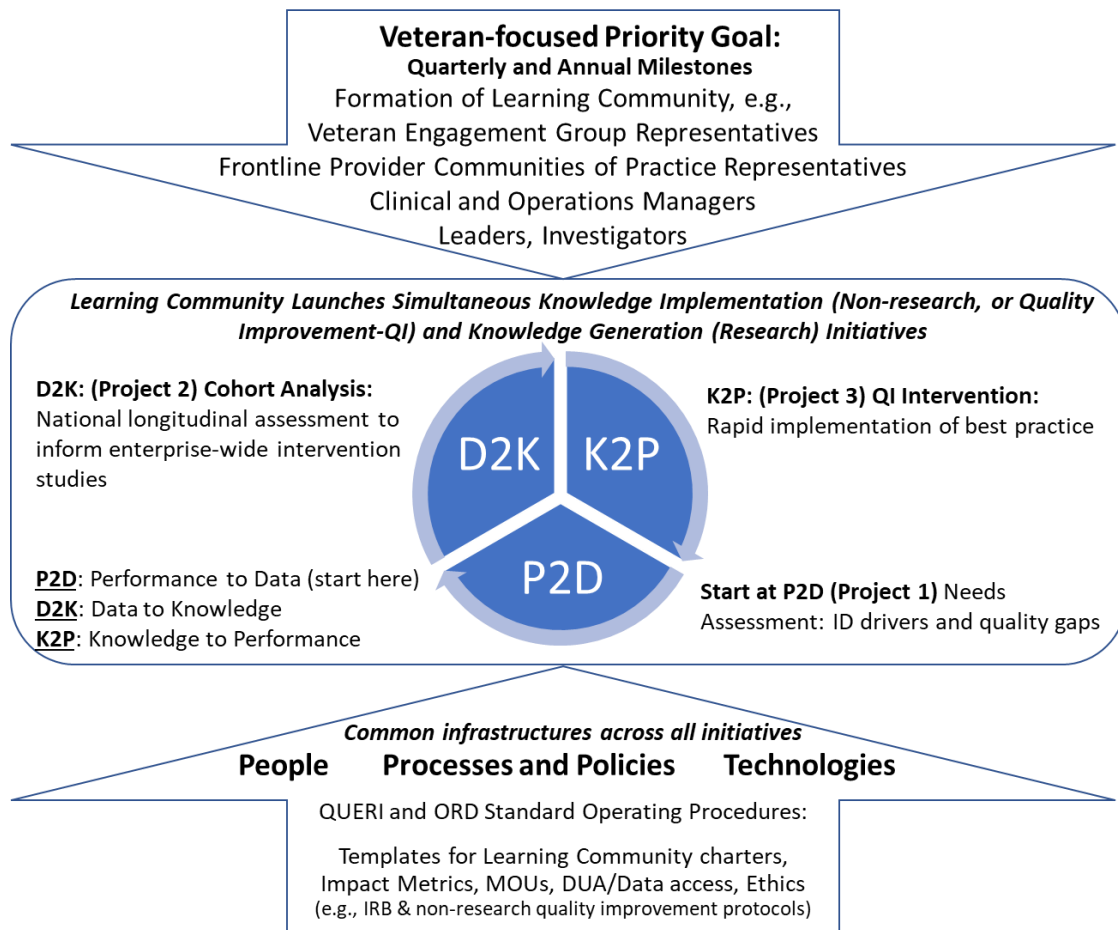 Veteran-focused Priority Goal:
Quarterly and Annual Milestones
Formation of Learning Community, e.g.,
Veteran Engagement Group Representatives
Frontline Provider Communities of Practice Representatives
Clinical and Operations Managers
Leaders, Investigators
Learning Community Launches Simultaneous Knowledge Implementation (Non-research, or Quality
Improvement-QI) and Knowledge Generation (Research) Initiatives
D2K: (Project 2) Cohort Analysis:
National longitudinal assessment to
inform enterprise-wide intervention
studies
K2P: (Project 3) QI Intervention:
Rapid implementation of best practice
D2K
K2P
P2D
P2D: Performance to Data (start here)
D2K: Data to Knowledge
K2P: Knowledge to Performance
Start at P2D (Project 1) Needs
Assessment: ID drivers and quality gaps
Common infrastructures across all initiatives
People Processes and Policies Technologies
QUERI and ORD Standard Operating Procedures:
Templates for Learning Community charters,
Impact Metrics, MOUs, DUA/Data access, Ethics
(e.g., IRB & non-research quality improvement protocols)